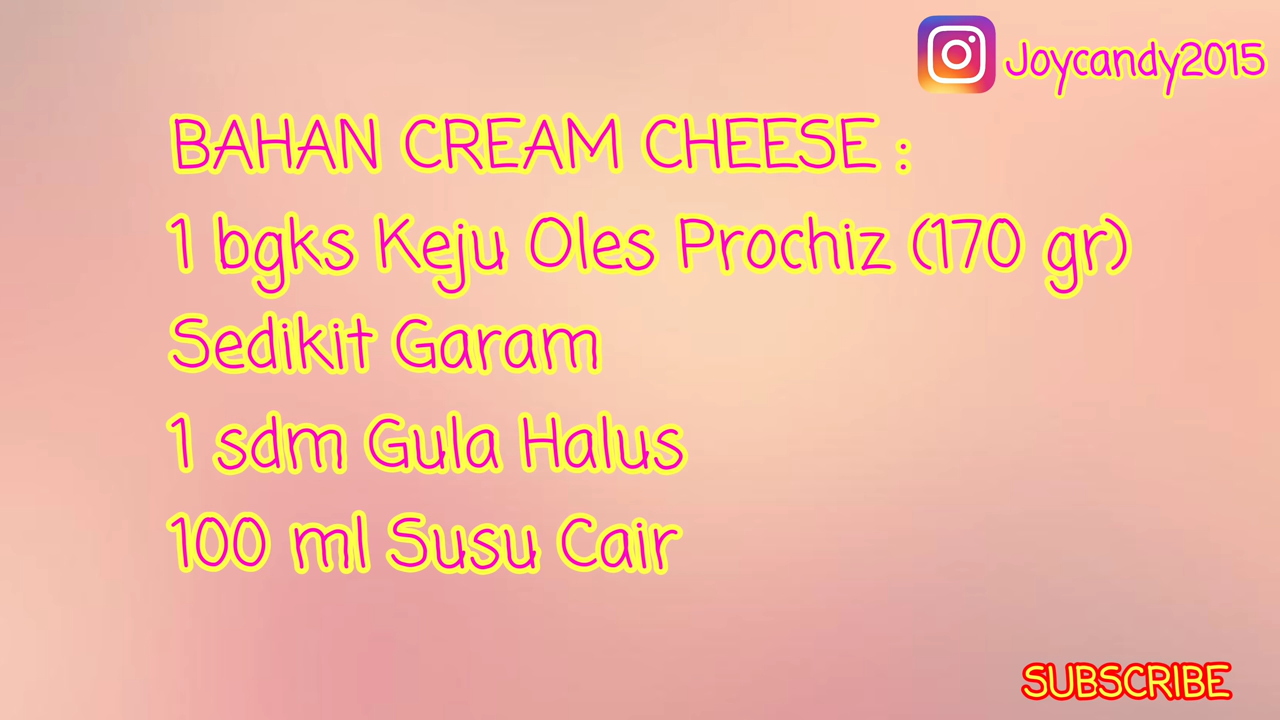 Joycandy2015
BAHAN CREAM CHEESE :
1 bgks Keju Oles Prochiz (170 gr)
Sedikit Garam
1 sdm Gula Halus
100 ml Susu Cair
SUBSCRIBE